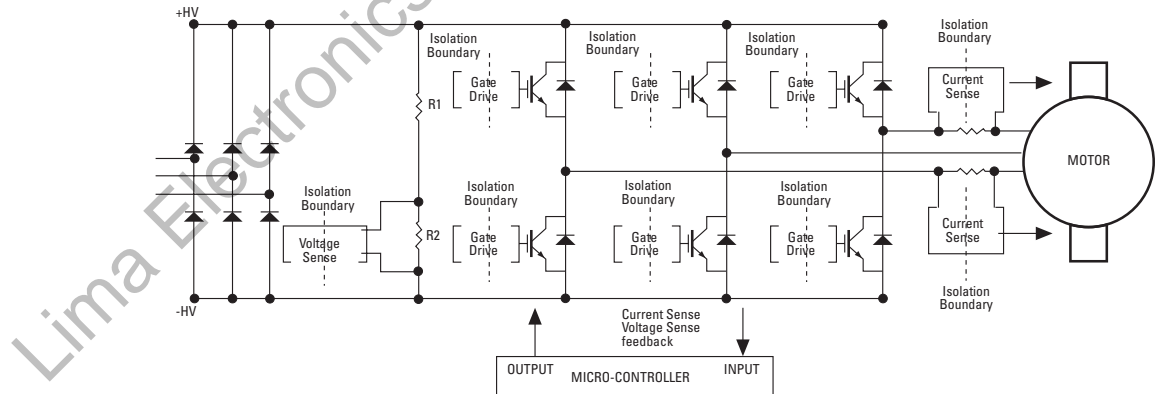 +HV
Isolation
Boundary
Isolation
Boundary
Isolation
Boundary
Isolation
Boundary
Gate
Drive
Gate
Drive
Gate
Drive
Current
Sense
R1
MOTOR
Isolation
Boundary
Isolation
Boundary
Isolation
Boundary
Isolation
Boundary
Voltage
Sense
R2
Gate
Drive
Gate
Drive
Gate
Drive
Current
Sense
Isolation
Boundary
-HV
Current Sense
Voltage Sense
feedback
OUTPUT
INPUT
MICRO-CONTROLLER
Lima Electronics